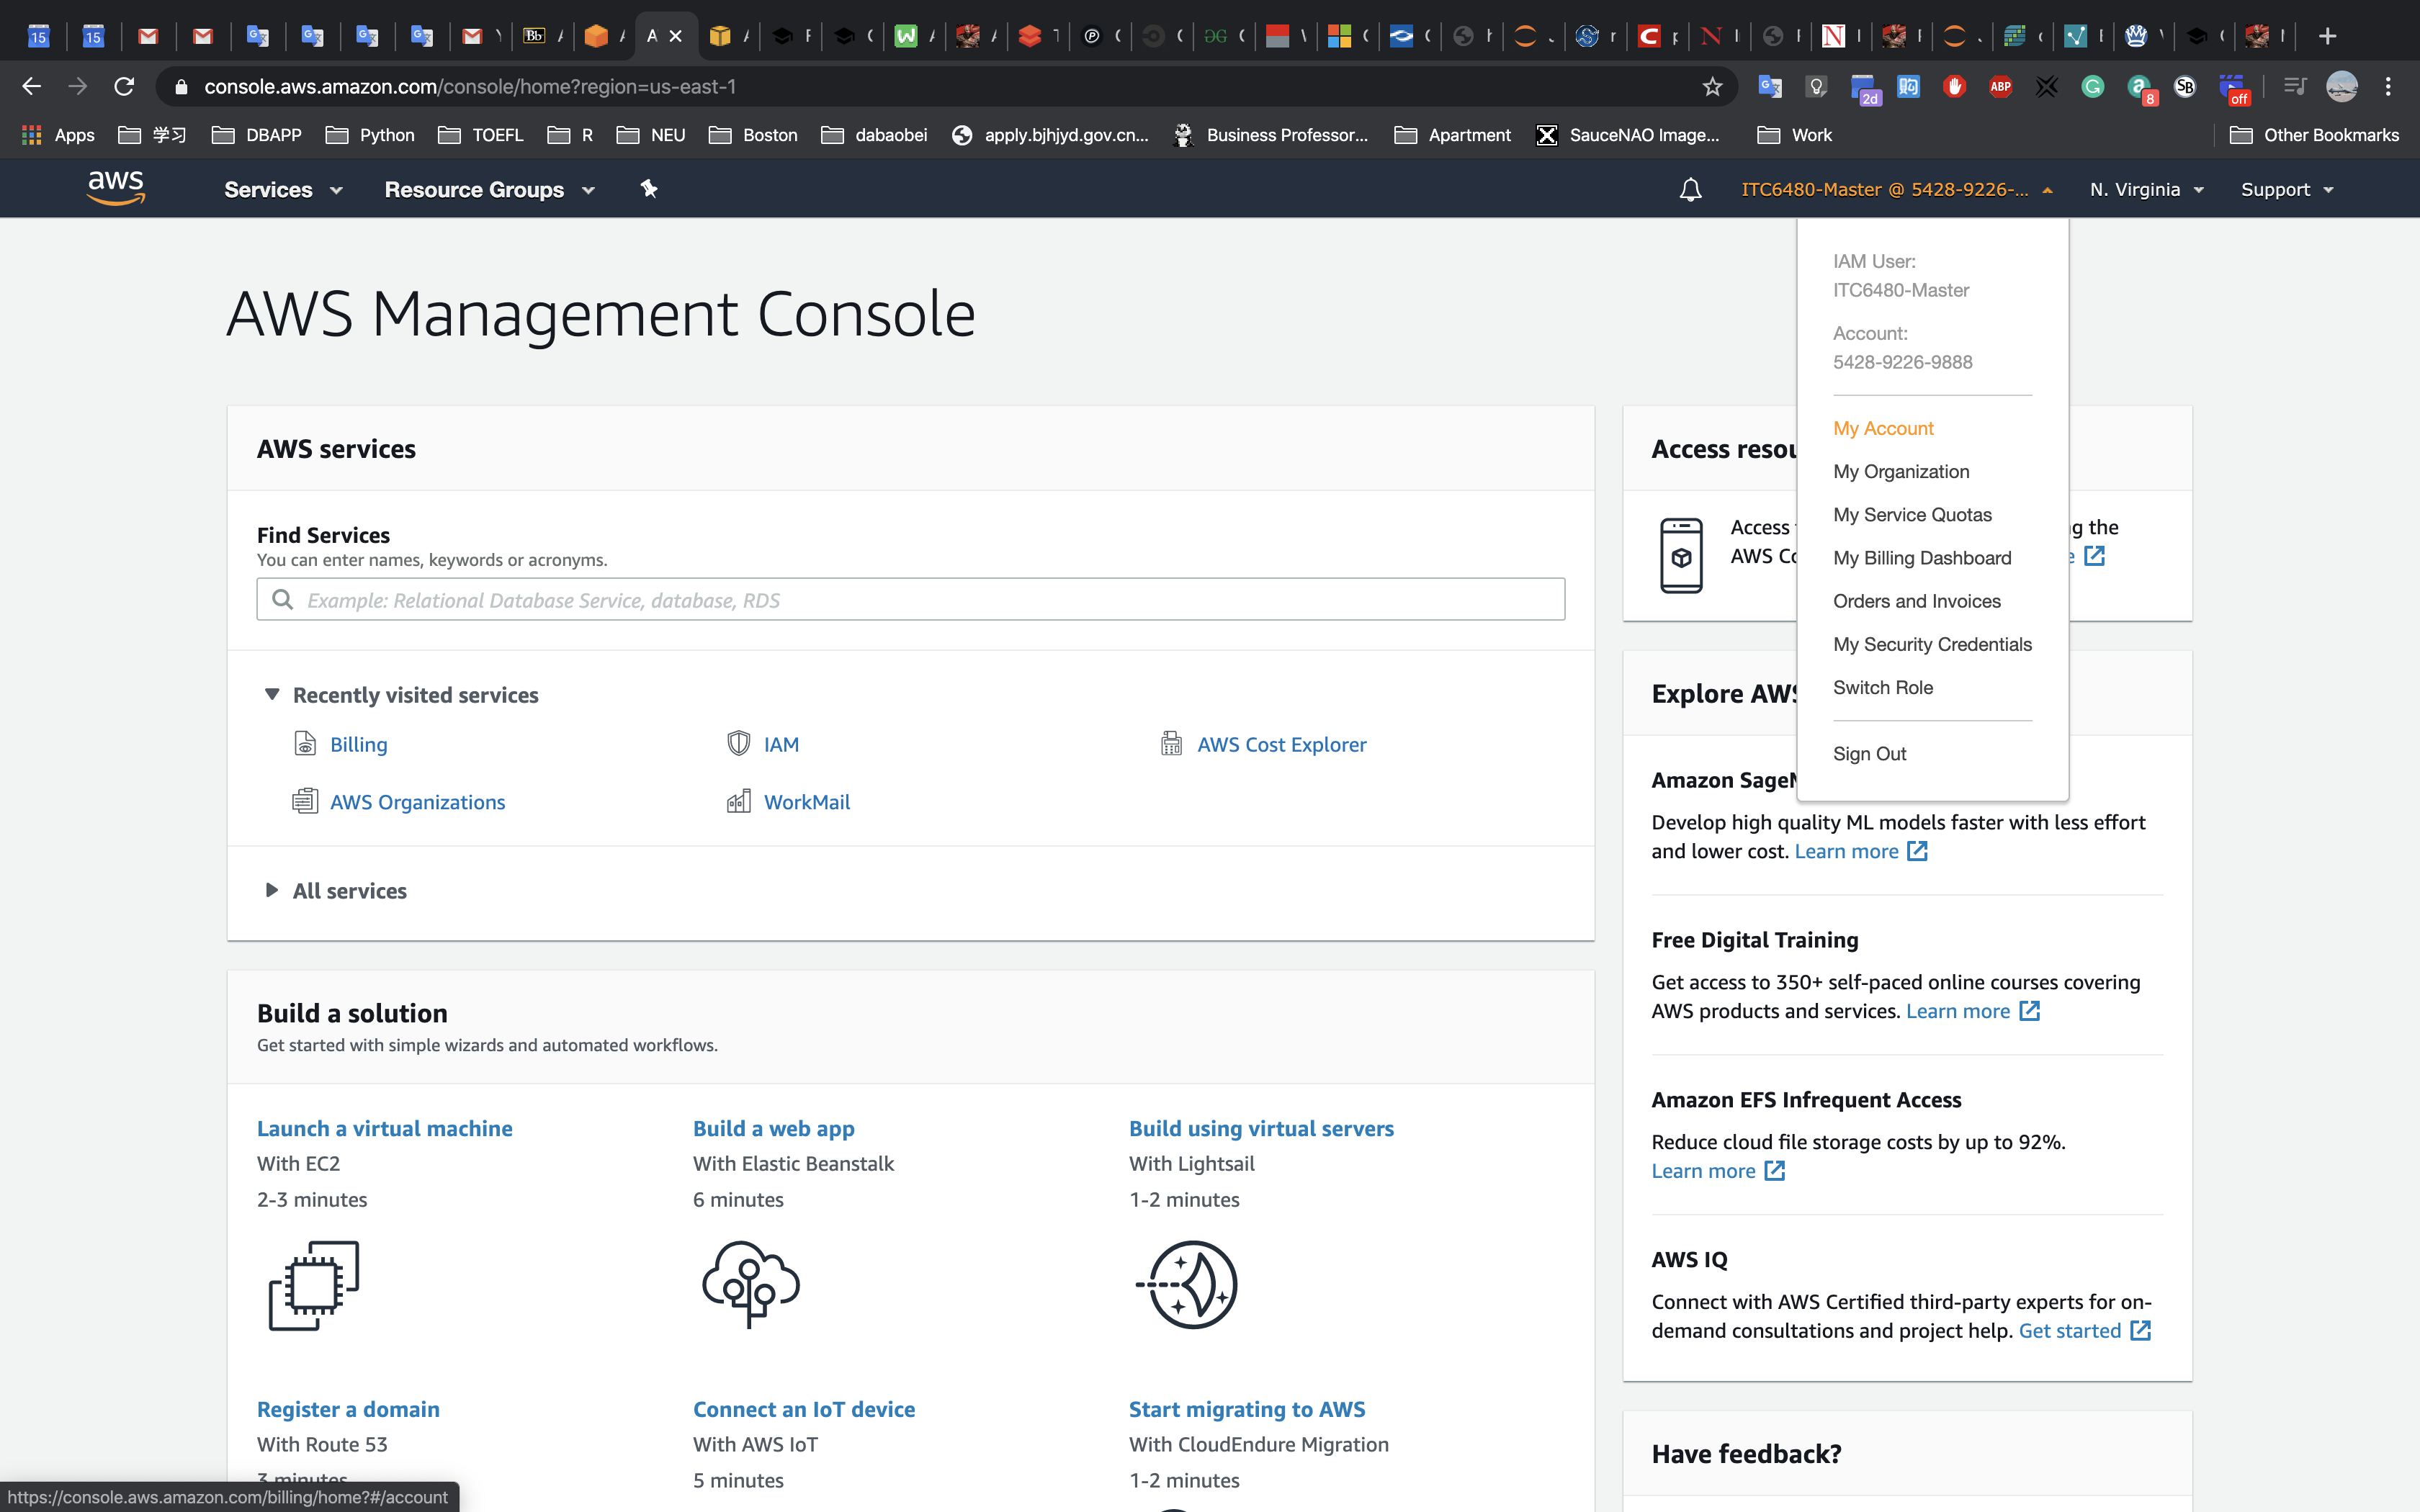 15
15
Bb
A
console.aws.amazon.com/console/home?region=us-east-1
2d
ABP
8
SB
off
Apps
学习
DBAPP
Python
TOEFL
R
NEU
Boston
dabaobei
apply.bjhjyd.gov.cn...
Business Professor...
Apartment
SauceNAO Image...
Work
Other Bookmarks
aws
Services
Resource Groups
ITC6480-Master @ 5428-9226-...
N. Virginia
Support
IAM User:
ITC6480-Master
Account:
5428-9226-9888
My Account
My Organization
My Service Quotas
My Billing Dashboard
Orders and Invoices
My Security Credentials
Switch Role
Sign Out
AWS Management Console
AWS services
Find Services
You can enter names, keywords or acronyms.
Example: Relational Database Service, database, RDS
Recently visited services
Billing
IAM
AWS Cost Explorer
AWS Organizations
WorkMail
All services
Build a solution
Get started with simple wizards and automated workflows.
Launch a virtual machine
With EC2
2-3 minutes
Build a web app
With Elastic Beanstalk
6 minutes
Build using virtual servers
With Lightsail
1-2 minutes
Register a domain
With Route 53
3 minutes
Connect an IoT device
With AWS IoT
5 minutes
Start migrating to AWS
With CloudEndure Migration
1-2 minutes
Access
the
AWS
Explore AWS
Amazon
Develop high quality ML models faster with less effort
and lower cost. Learn more
Free Digital Training
Get access to 350+ self-paced online courses covering
AWS products and services. Learn more
Amazon EFS Infrequent Access
Reduce cloud file storage costs by up to 92%.
Learn more
AWS IQ
Connect with AWS Certified third-party experts for on-
demand consultations and project help. Get started
Have feedback?
https://console.aws.amazon.com/billing/home?#/account